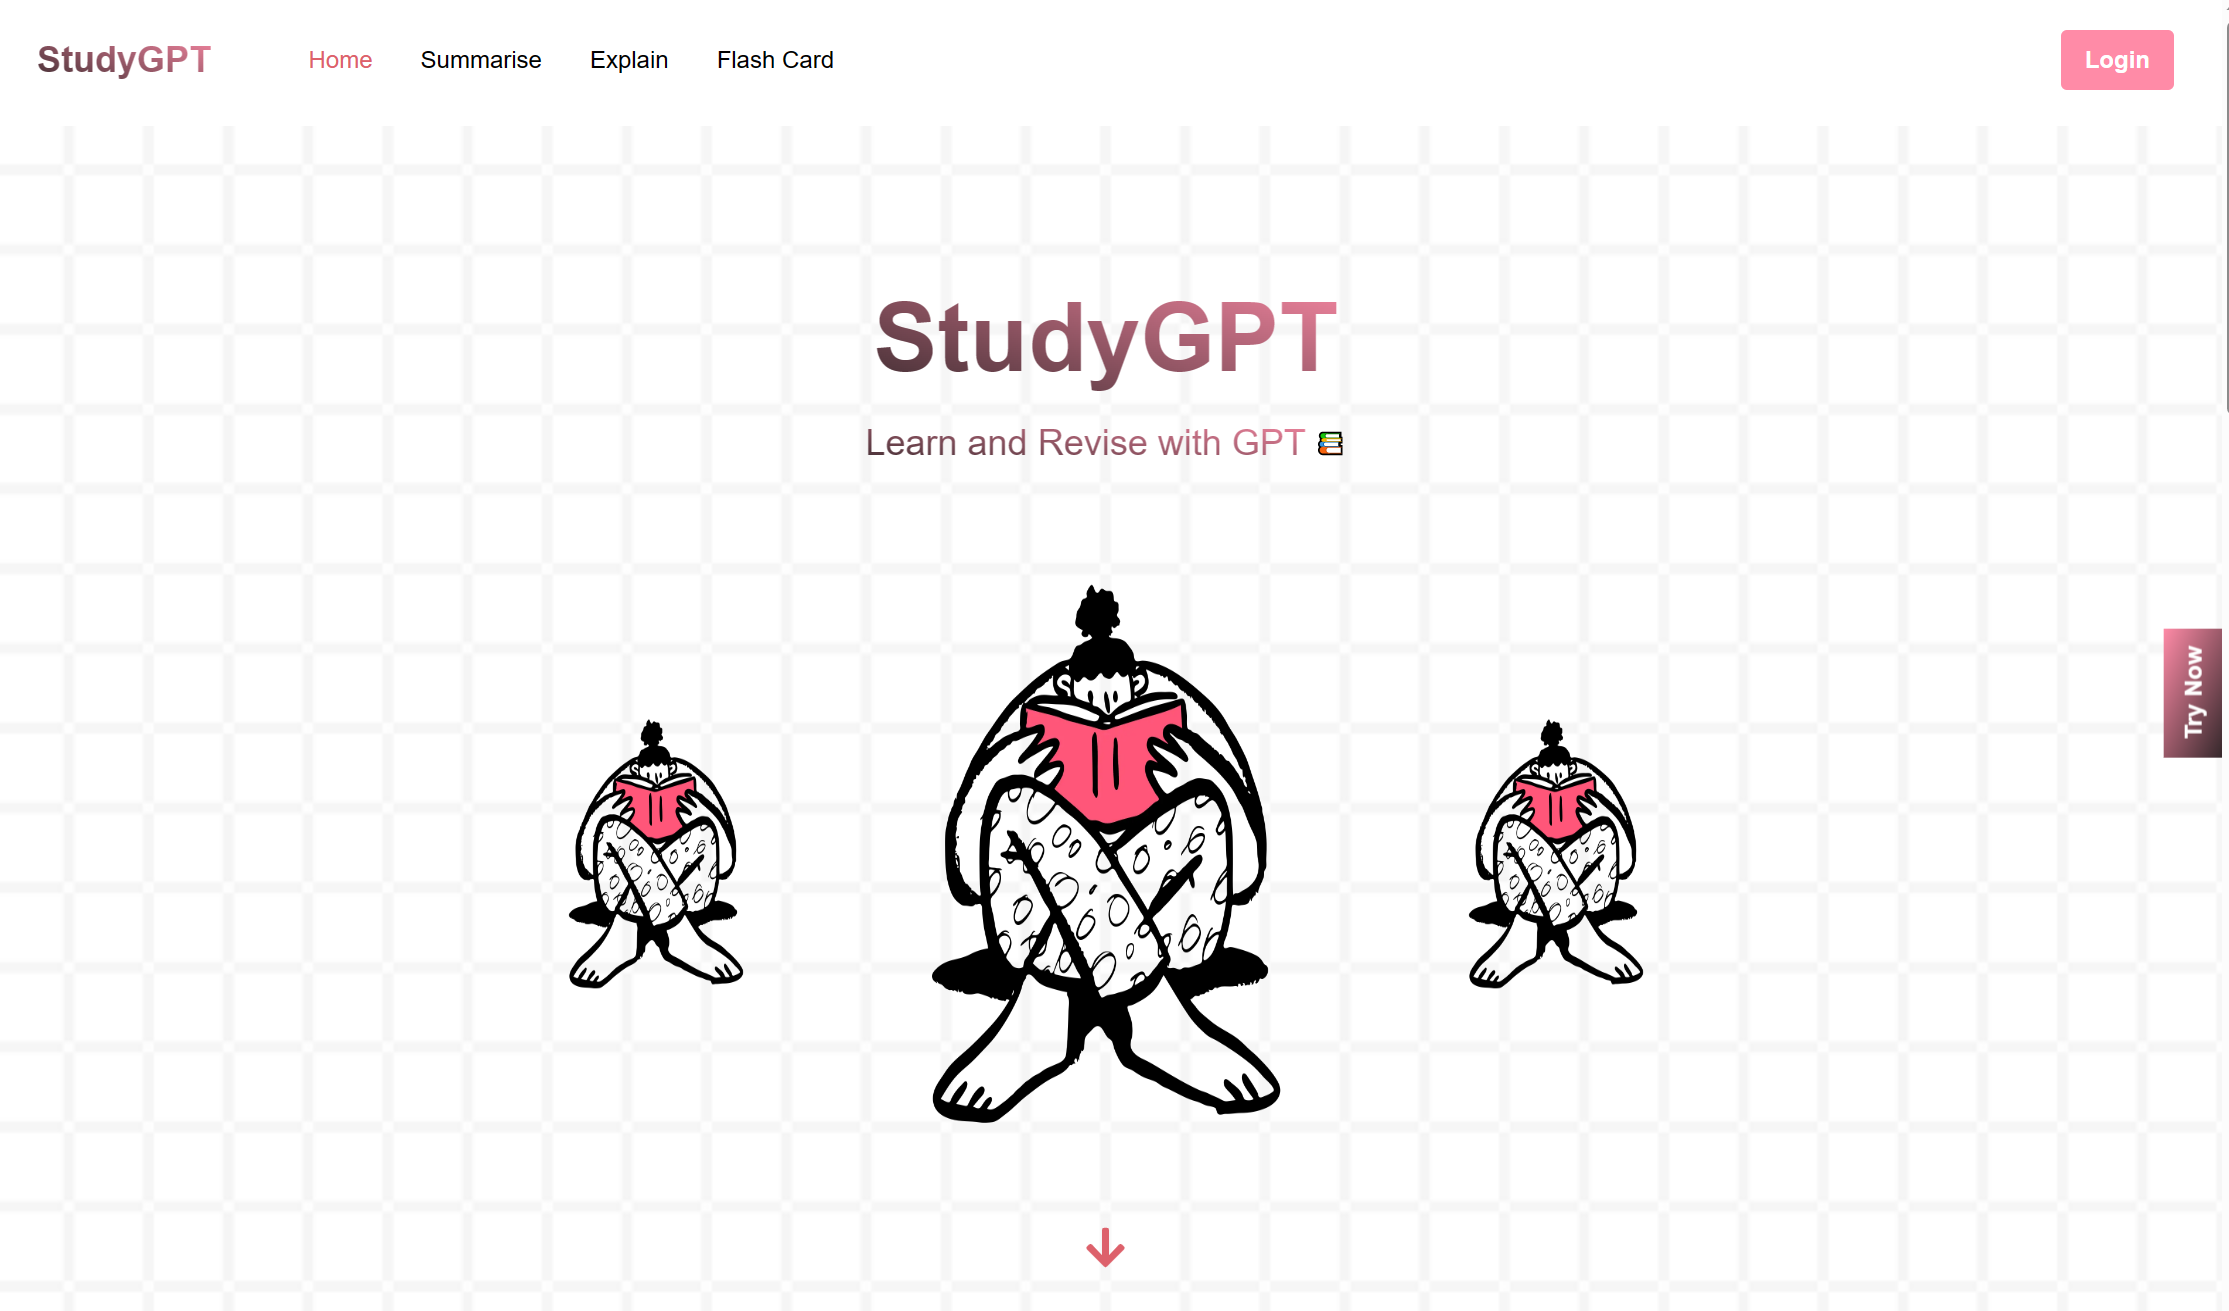 StudyGPT
Home
Summarise
Explain
Flash Card
Login
StudyGPT
Learn and Revise with GPT 📚
Try Now